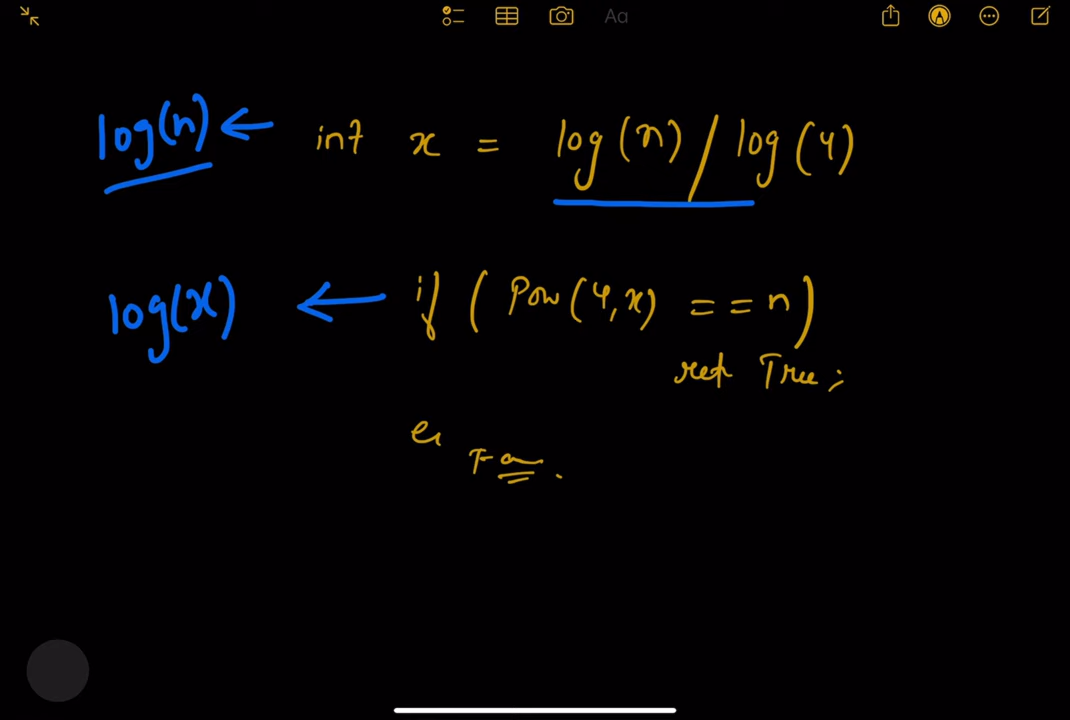 log(n) ← int x = log(n) / log(4)
log(x) ← if ( Pow(4,x) == n)
ret True;